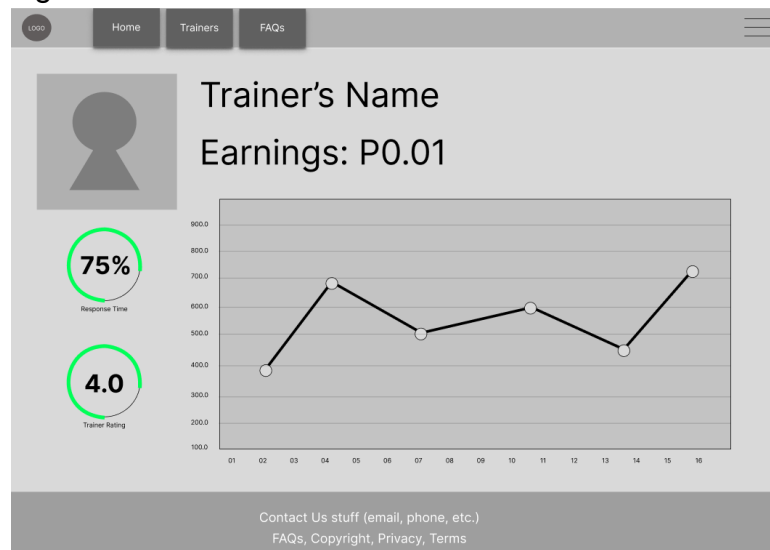 LOGO
Home
Trainers
FAQs
Trainer's Name
Earnings: P0.01
75%
Response Time
4.0
Trainer Rating
900.0
800.0
700.0
600.0
500.0
400.0
300.0
200.0
100.0
01 02 03 04 05 06 07 08 09 10 11 12 13 14 15 16
Contact Us stuff (email, phone, etc.)
FAQs, Copyright, Privacy, Terms